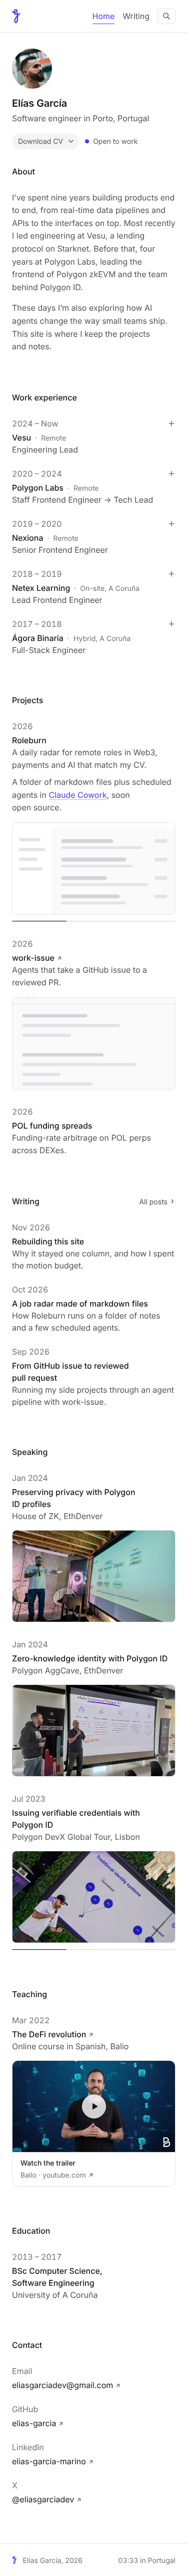 Home Writing
Elías García
Software engineer in Porto, Portugal
Download CV Open to work
About
I've spent nine years building products end
to end, from real-time data pipelines and
APIs to the interfaces on top. Most recently
I led engineering at Vesu, a lending
protocol on Starknet. Before that, four
years at Polygon Labs, leading the
frontend of Polygon zkEVM and the team
behind Polygon ID.
These days I'm also exploring how AI
agents change the way small teams ship.
This site is where I keep the projects
and notes.
Work experience
2024 – Now
Vesu · Remote
Engineering Lead
2020 – 2024
Polygon Labs · Remote
Staff Frontend Engineer → Tech Lead
2019 – 2020
Nexiona · Remote
Senior Frontend Engineer
2018 – 2019
Netex Learning · On-site, A Coruña
Lead Frontend Engineer
2017 – 2018
Ágora Binaria · Hybrid, A Coruña
Full-Stack Engineer
Projects
2026
Roleburn
A daily radar for remote roles in Web3,
payments and AI that match my CV.
A folder of markdown files plus scheduled
agents in Claude Cowork, soon
open source.
2026
work-issue ↗
Agents that take a GitHub issue to a
reviewed PR.
2026
POL funding spreads
Funding-rate arbitrage on POL perps
across DEXes.
Writing All posts
Nov 2026
Rebuilding this site
Why it stayed one column, and how I spent
the motion budget.
Oct 2026
A job radar made of markdown files
How Roleburn runs on a folder of notes
and a few scheduled agents.
Sep 2026
From GitHub issue to reviewed
pull request
Running my side projects through an agent
pipeline with work-issue.
Speaking
Jan 2024
Preserving privacy with Polygon
ID profiles
House of ZK, EthDenver
Jan 2024
Zero-knowledge identity with Polygon ID
Polygon AggCave, EthDenver
Jul 2023
Issuing verifiable credentials with
Polygon ID
Polygon DevX Global Tour, Lisbon
Traditional identity systems
Teaching
Mar 2022
The DeFi revolution ↗
Online course in Spanish, Balio
Watch the trailer
Balio · youtube.com ↗
Education
2013 – 2017
BSc Computer Science,
Software Engineering
University of A Coruña
Contact
Email
eliasgarciadev@gmail.com ↗
GitHub
elias-garcia ↗
LinkedIn
elias-garcia-marino ↗
X
@eliasgarciadev ↗
Elías García, 2026 03:33 in Portugal